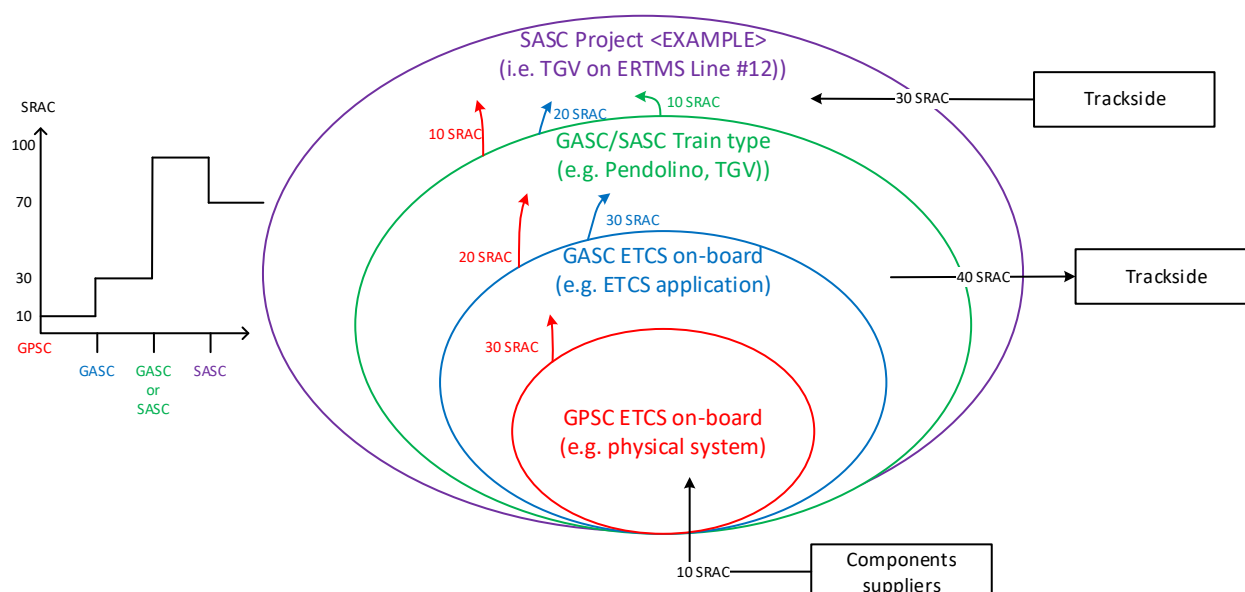 SASC Project <EXAMPLE>
(i.e. TGV on ERTMS Line #12))
30 SRAC
Trackside
SRAC
100
70
30
10
GPSC
GASC
GASC
or
SASC
SASC
10 SRAC
20 SRAC
10 SRAC
GASC/SASC Train type
(e.g. Pendolino, TGV))
20 SRAC
30 SRAC
GASC ETCS on-board
(e.g. ETCS application)
40 SRAC
Trackside
30 SRAC
GPSC ETCS on-board
(e.g. physical system)
10 SRAC
Components
suppliers